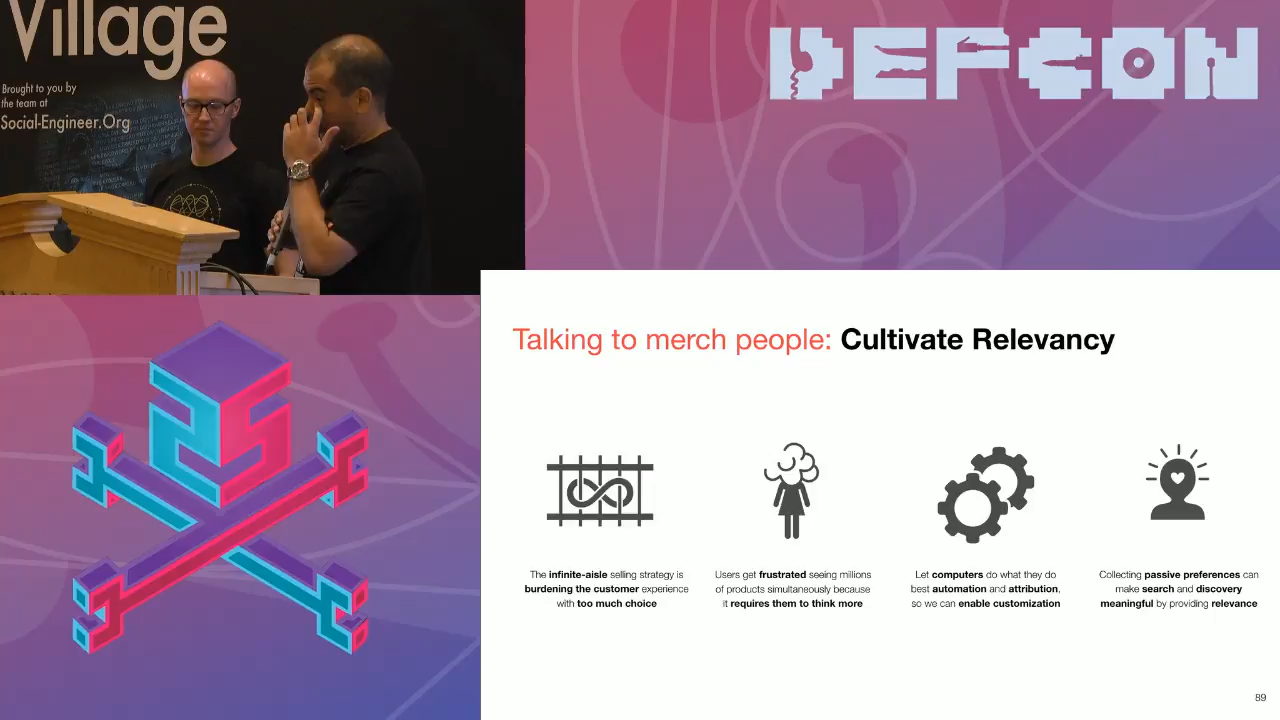 Village
Brought to you by
the team at
Social-Engineer.Org
DEFCON
25
Talking to merch people: Cultivate Relevancy
The infinite-aisle selling strategy is
burdening the customer experience
with too much choice
Users get frustrated seeing millions
of products simultaneously because
it requires them to think more
Let computers do what they do
best automation and attribution,
so we can enable customization
Collecting passive preferences can
make search and discovery
meaningful by providing relevance
89